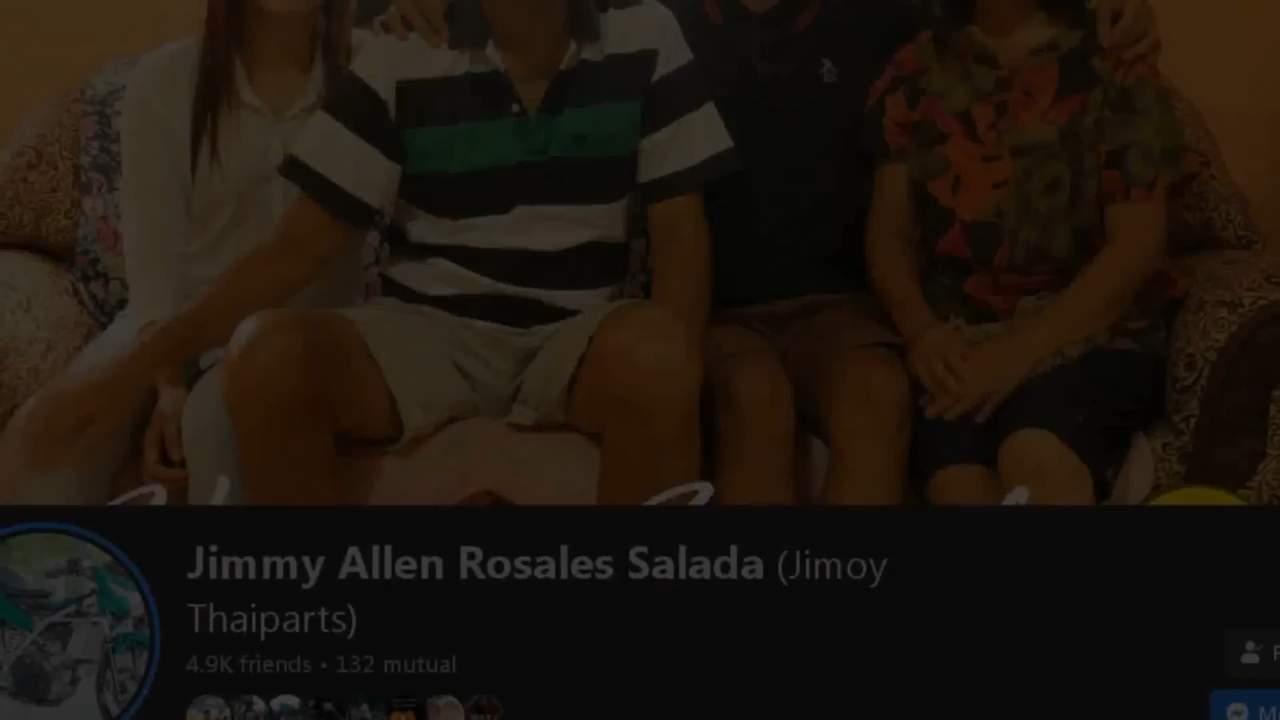 Jimmy Allen Rosales Salada (Jimoy
Thaiparts)
4.9K friends • 132 mutual